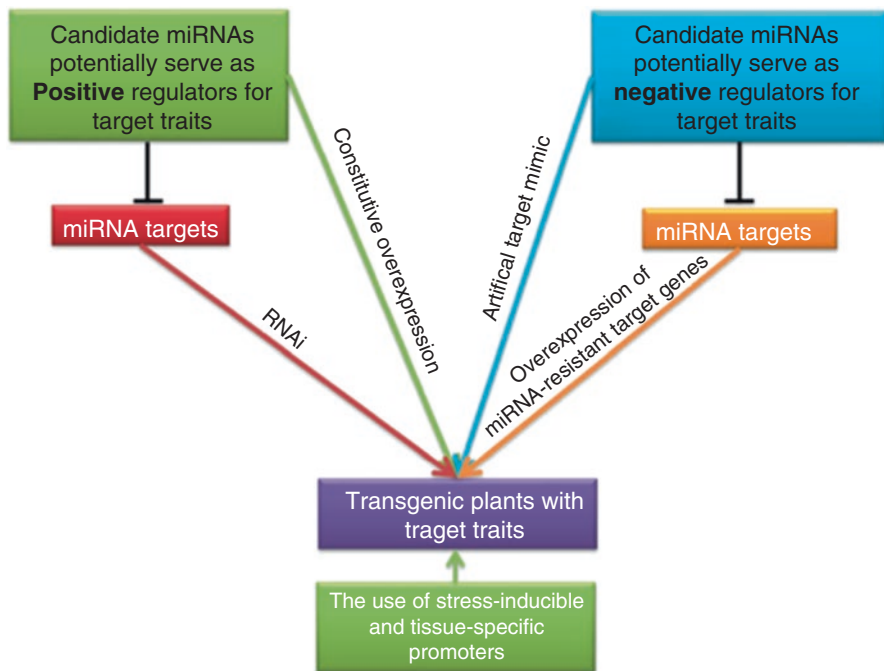 Candidate miRNAs
potentially serve as
Positive regulators for
target traits
Candidate miRNAs
potentially serve as
negative regulators for
target traits
miRNA targets
miRNA targets
RNAi
Constitutive overexpression
Artifical target mimic
Overexpression of
miRNA-resistant target genes
Transgenic plants with
traget traits
The use of stress-inducible
and tissue-specific
promoters